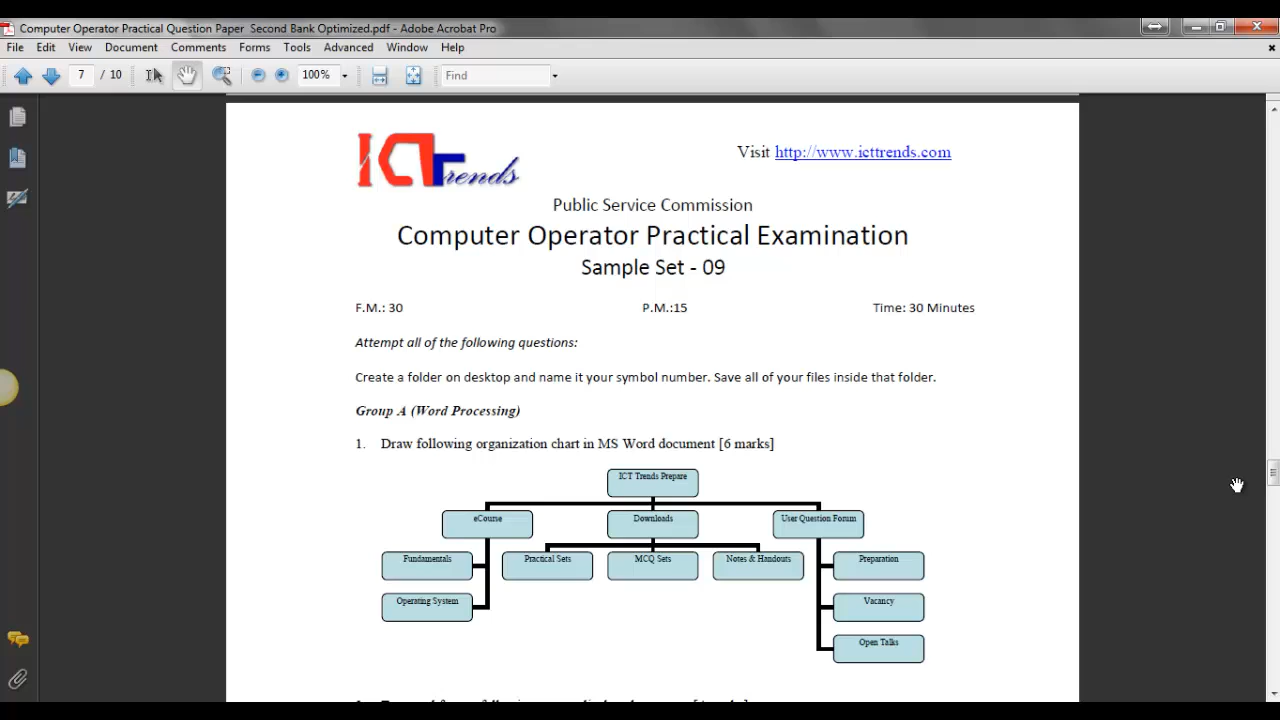 Computer Operator Practical Question Paper Second Bank Optimized.pdf - Adobe Acrobat Pro
File Edit View Document Comments Forms Tools Advanced Window Help
7 / 10 100% Find
ICTTrends
Visit http://www.icttrends.com
Public Service Commission
Computer Operator Practical Examination
Sample Set - 09
F.M.: 30 P.M.:15 Time: 30 Minutes
Attempt all of the following questions:
Create a folder on desktop and name it your symbol number. Save all of your files inside that folder.
Group A (Word Processing)
1. Draw following organization chart in MS Word document [6 marks]
ICT Trends Prepare
eCourse Downloads User Question Forum
Fundamentals Practical Sets MCQ Sets Notes & Handouts Preparation
Operating System Vacancy
Open Talks